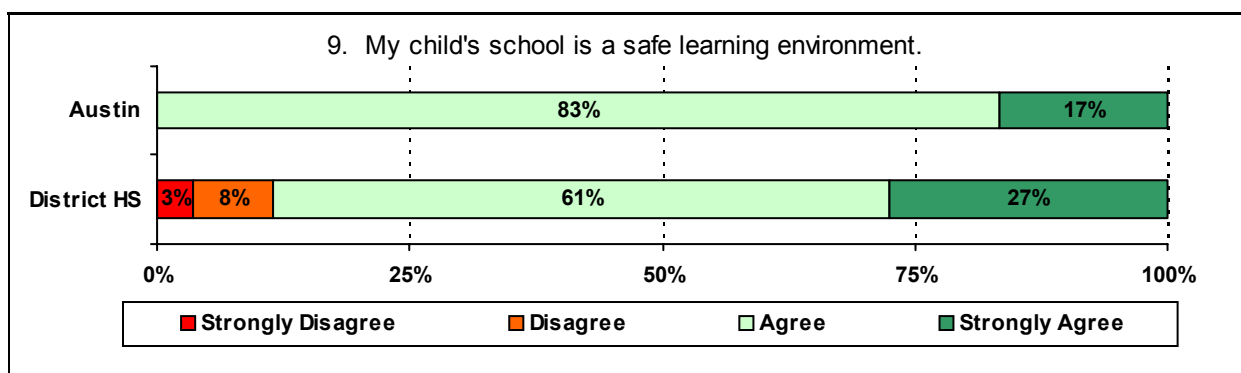 9. My child's school is a safe learning environment.
Austin 83% 17%
District HS 3% 8% 61% 27%
0% 25% 50% 75% 100%
Strongly Disagree Disagree Agree Strongly Agree